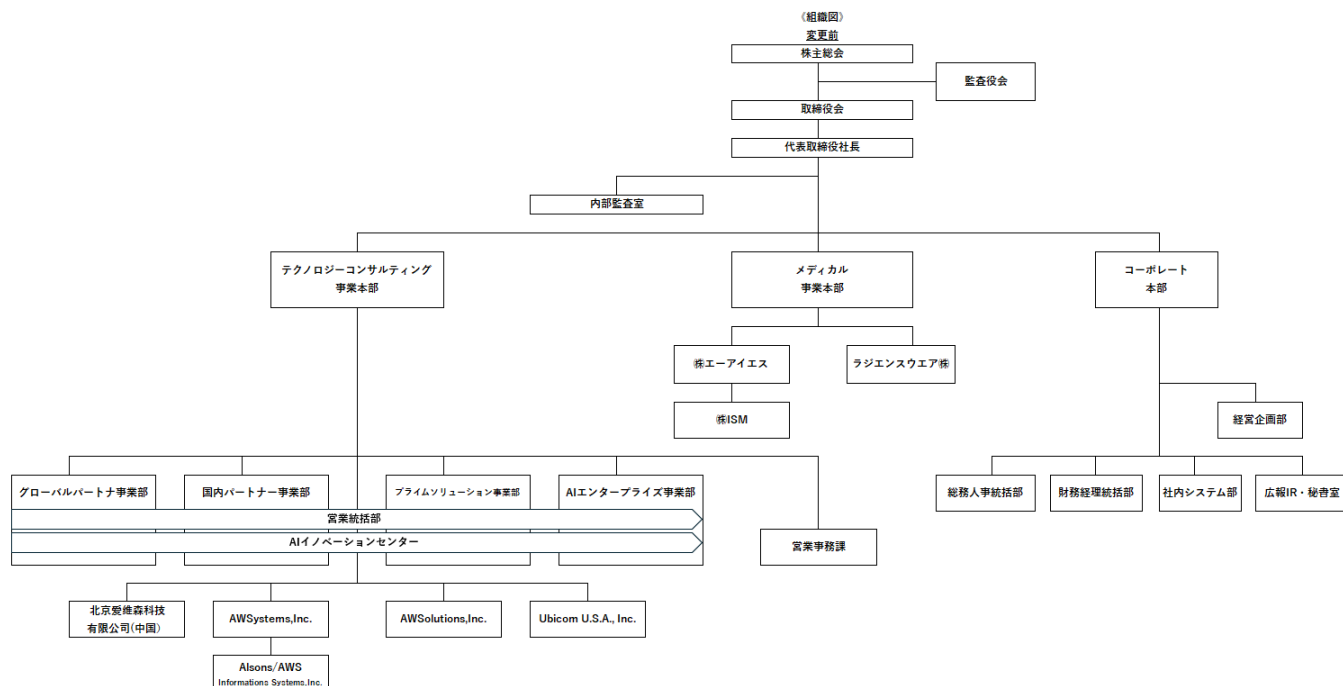 《組織図》
変更前
株主総会
監査役会
取締役会
代表取締役社長
内部監査室
テクノロジーコンサルティング
事業本部
メディカル
事業本部
コーポレート
本部
㈱エーアイエス
ラジエンスウエア㈱
㈱ISM
経営企画部
グローバルパートナ事業部
国内パートナー事業部
プライムソリューション事業部
AIエンタープライズ事業部
総務人事統括部
財務経理統括部
社内システム部
広報IR・秘書室
営業統括部
AIイノベーションセンター
営業事務課
北京愛維森科技
有限公司(中国)
AWSystems,Inc.
AWSolutions,Inc.
Ubicom U.S.A., Inc.
Alsons/AWS
Informations Systems,Inc.